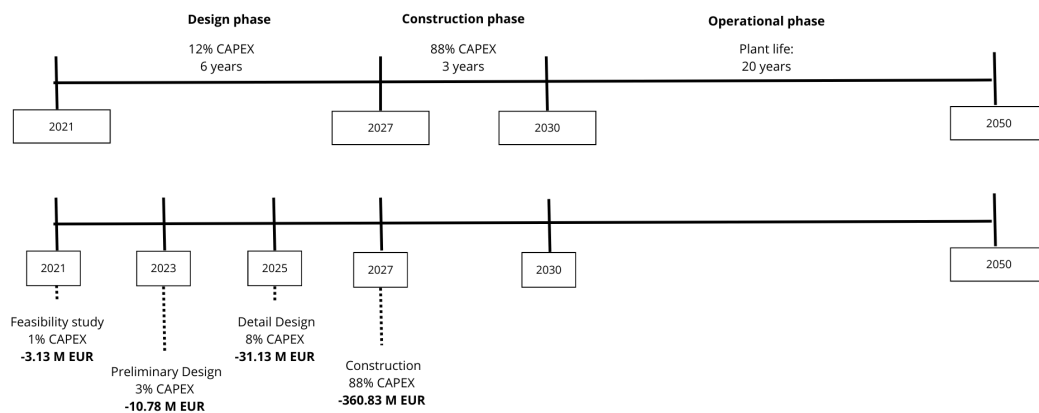 Design phase
Construction phase
Operational phase
12% CAPEX
6 years
88% CAPEX
3 years
Plant life:
20 years
2021
2027
2030
2050
2021
2023
2025
2027
2030
2050
Feasibility study
1% CAPEX
-3.13 M EUR
Preliminary Design
3% CAPEX
-10.78 M EUR
Detail Design
8% CAPEX
-31.13 M EUR
Construction
88% CAPEX
-360.83 M EUR